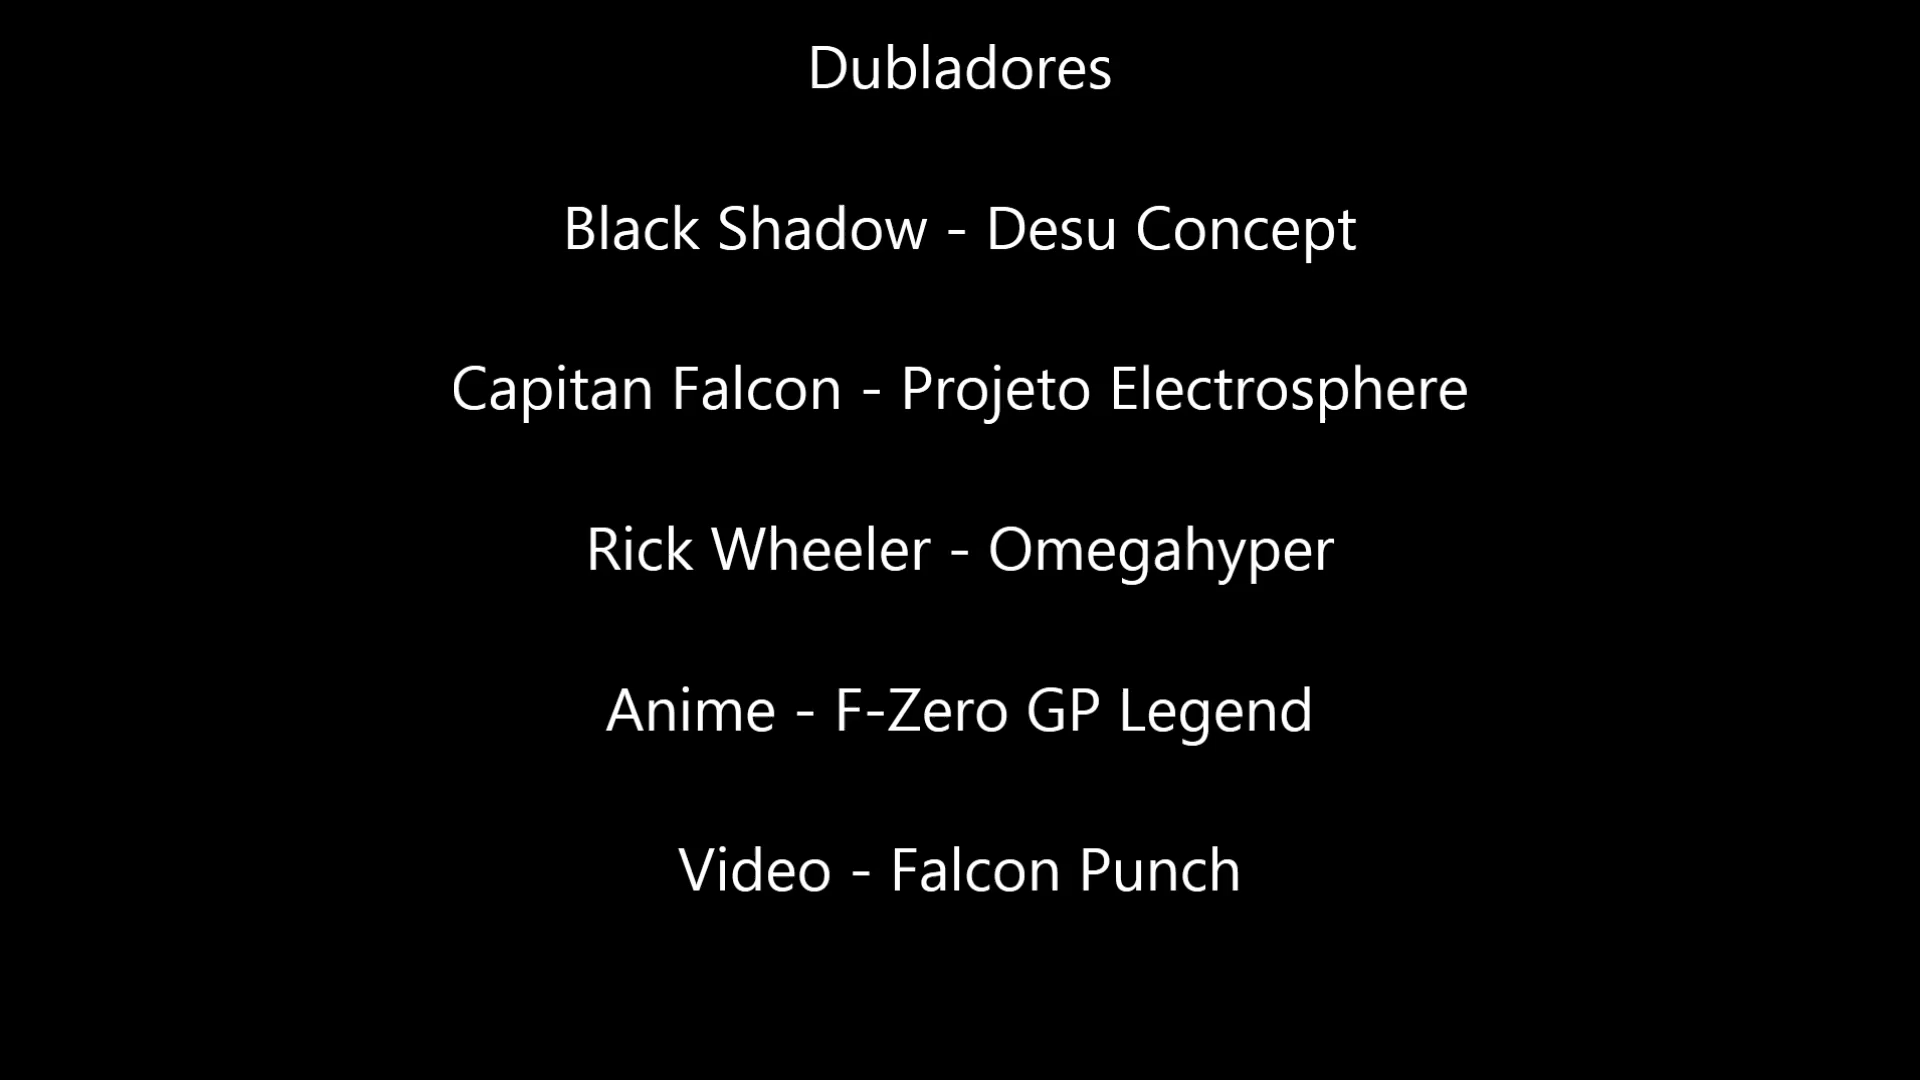 Dubladores
Black Shadow - Desu Concept
Capitan Falcon - Projeto Electrosphere
Rick Wheeler - Omegahyper
Anime - F-Zero GP Legend
Video - Falcon Punch